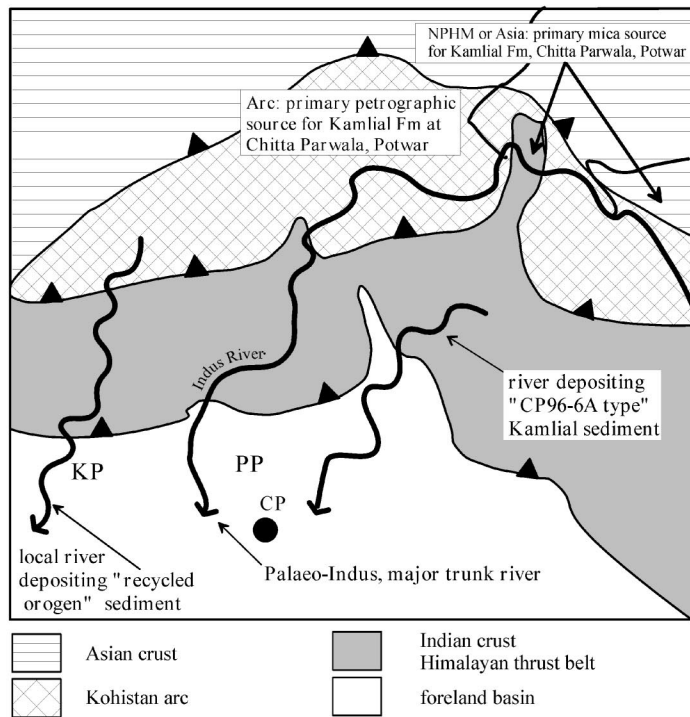 NPHM or Asia: primary mica source
for Kamlial Fm, Chitta Parwala, Potwar
Arc: primary petrographic
source for Kamlial Fm at
Chitta Parwala, Potwar
Indus River
river depositing
"CP96-6A type"
Kamlial sediment
KP
PP
CP
local river
depositing "recycled
orogen" sediment
Palaeo-Indus, major trunk river
Asian crust
Indian crust
Himalayan thrust belt
Kohistan arc
foreland basin